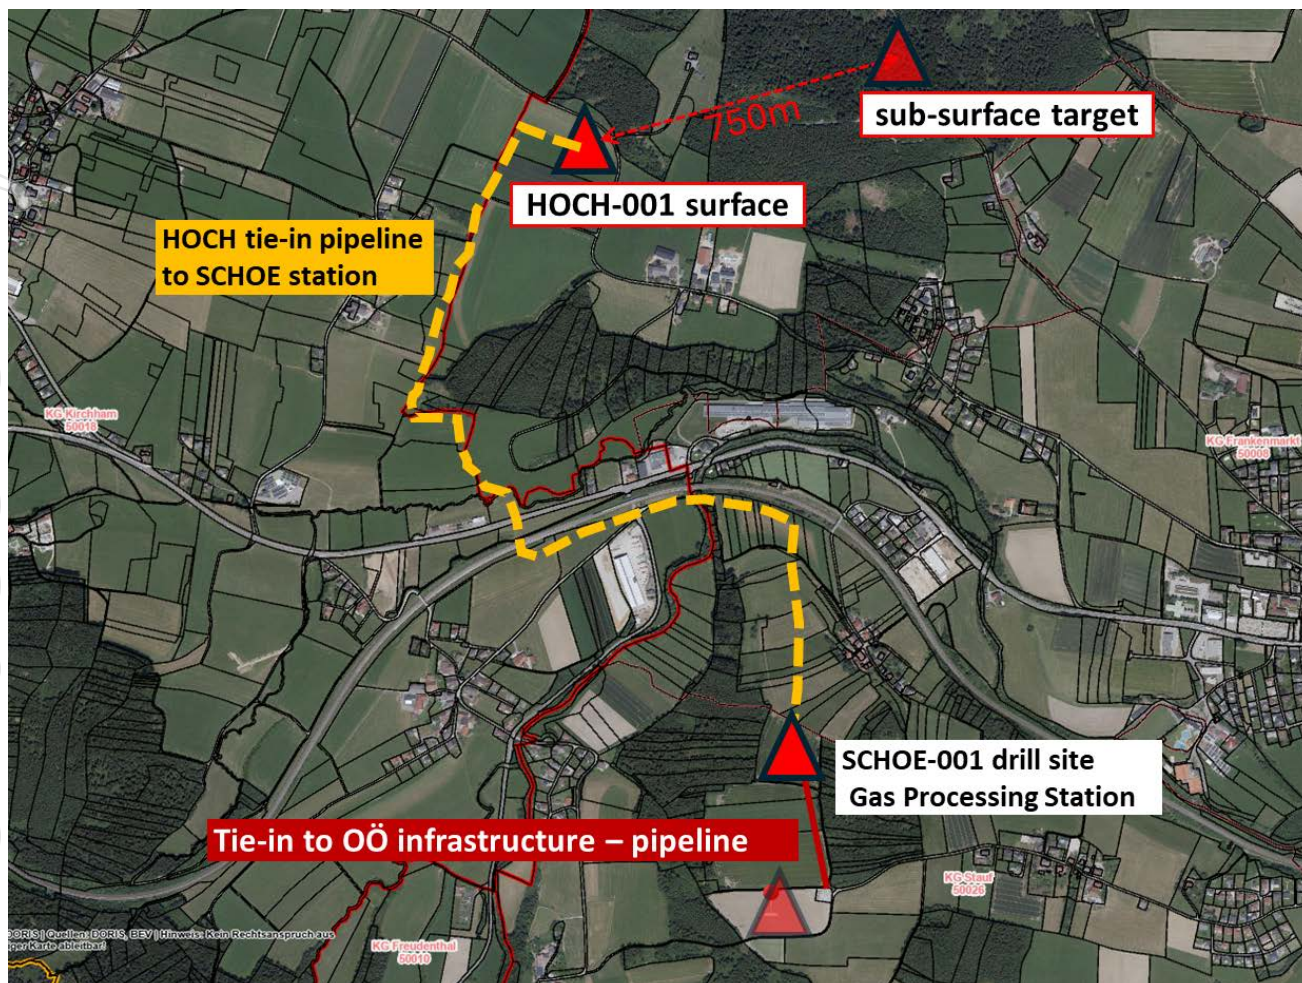 750m
sub-surface target
HOCH-001 surface
HOCH tie-in pipeline
to SCHOE station
KG Kirchham
50018
KG Frankenmarkt
50008
SCHOE-001 drill site
Gas Processing Station
Tie-in to OÖ infrastructure – pipeline
KG Stauf
50026
DORIS | Quellen: DORIS, BEV | Hinweis: Kein Rechtsanspruch aus
Karte ableitbar!
KG Freudenthal
50010